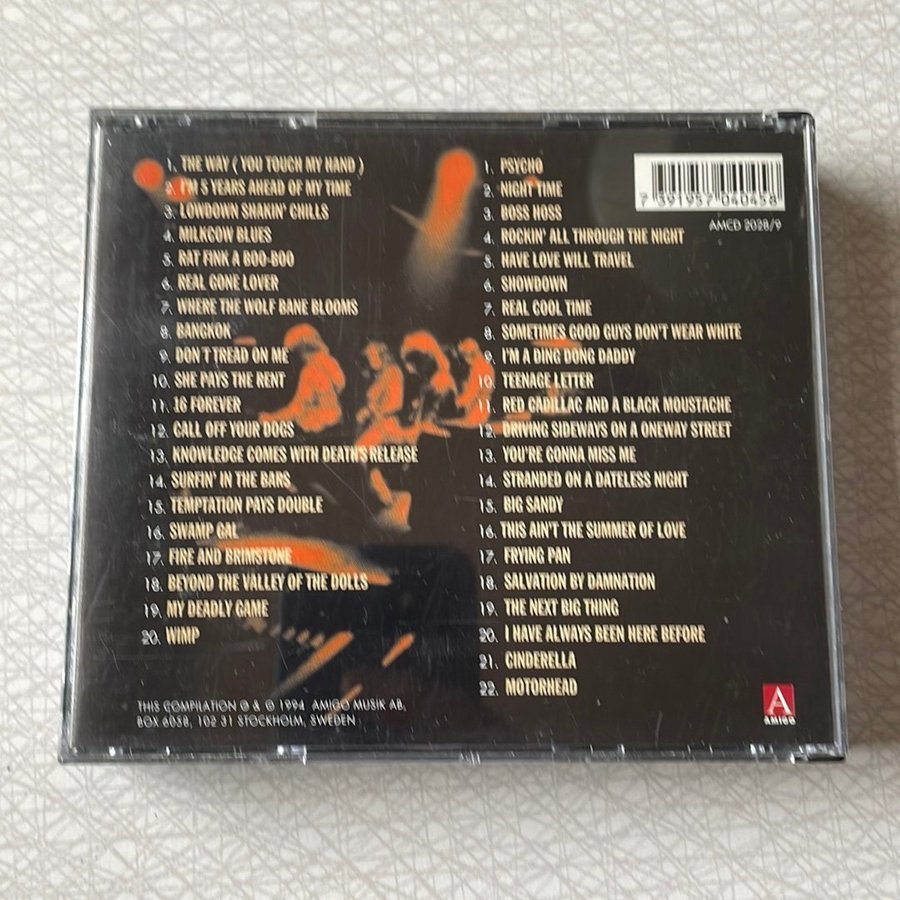 1. THE WAY ( YOU TOUCH MY HAND )
2. I'M 5 YEARS AHEAD OF MY TIME
3. LOWDOWN SHAKIN' CHILLS
4. MILKCOW BLUES
5. RAT FINK A BOO-BOO
6. REAL GONE LOVER
7. WHERE THE WOLF BANE BLOOMS
8. BANGKOK
9. DON'T TREAD ON ME
10. SHE PAYS THE RENT
11. 16 FOREVER
12. CALL OFF YOUR DOGS
13. KNOWLEDGE COMES WITH DEATH'S RELEASE
14. SURFIN' IN THE BARS
15. TEMPTATION PAYS DOUBLE
16. SWAMP GAL
17. FIRE AND BRIMSTONE
18. BEYOND THE VALLEY OF THE DOLLS
19. MY DEADLY GAME
20. WIMP
THIS COMPILATION ℗ & © 1994 AMIGO MUSIK AB,
BOX 6058, 102 31 STOCKHOLM, SWEDEN
1. PSYCHO
2. NIGHT TIME
3. BOSS HOSS
4. ROCKIN' ALL THROUGH THE NIGHT
5. HAVE LOVE WILL TRAVEL
6. SHOWDOWN
7. REAL COOL TIME
8. SOMETIMES GOOD GUYS DON'T WEAR WHITE
9. I'M A DING DONG DADDY
10. TEENAGE LETTER
11. RED CADILLAC AND A BLACK MOUSTACHE
12. DRIVING SIDEWAYS ON A ONEWAY STREET
13. YOU'RE GONNA MISS ME
14. STRANDED ON A DATELESS NIGHT
15. BIG SANDY
16. THIS AIN'T THE SUMMER OF LOVE
17. FRYING PAN
18. SALVATION BY DAMNATION
19. THE NEXT BIG THING
20. I HAVE ALWAYS BEEN HERE BEFORE
21. CINDERELLA
22. MOTORHEAD
7 391957 040458
AMCD 2028/9
A
AMIGO